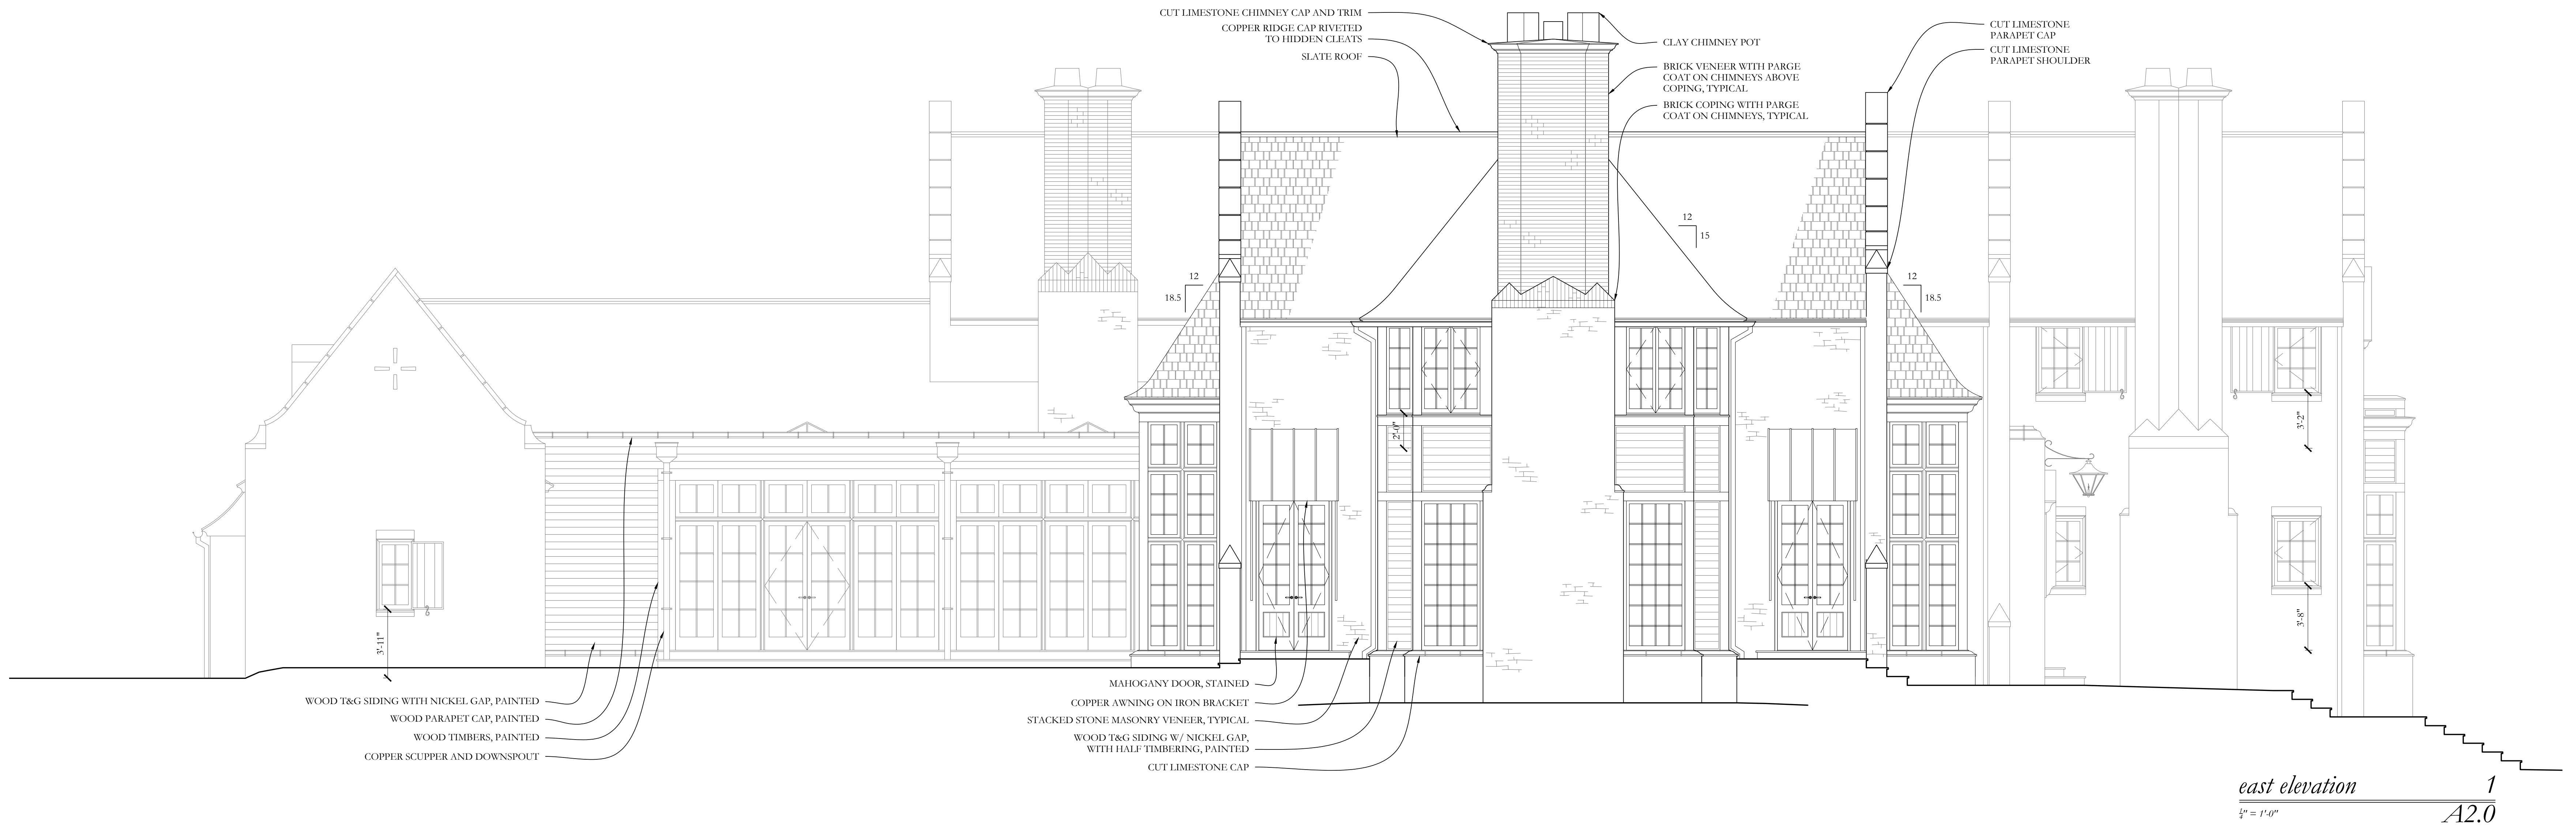 CUT LIMESTONE CHIMNEY CAP AND TRIM
COPPER RIDGE CAP RIVETED
TO HIDDEN CLEATS
SLATE ROOF
CLAY CHIMNEY POT
BRICK VENEER WITH PARGE
COAT ON CHIMNEYS ABOVE
COPING, TYPICAL
BRICK COPING WITH PARGE
COAT ON CHIMNEYS, TYPICAL
CUT LIMESTONE
PARAPET CAP
CUT LIMESTONE
PARAPET SHOULDER
12
15
12
18.5
12
18.5
2'-0"
3'-2"
3'-8"
3'-11"
WOOD T&G SIDING WITH NICKEL GAP, PAINTED
WOOD PARAPET CAP, PAINTED
WOOD TIMBERS, PAINTED
COPPER SCUPPER AND DOWNSPOUT
MAHOGANY DOOR, STAINED
COPPER AWNING ON IRON BRACKET
STACKED STONE MASONRY VENEER, TYPICAL
WOOD T&G SIDING W/ NICKEL GAP,
WITH HALF TIMBERING, PAINTED
CUT LIMESTONE CAP
east elevation 1
¼" = 1'-0" A2.0